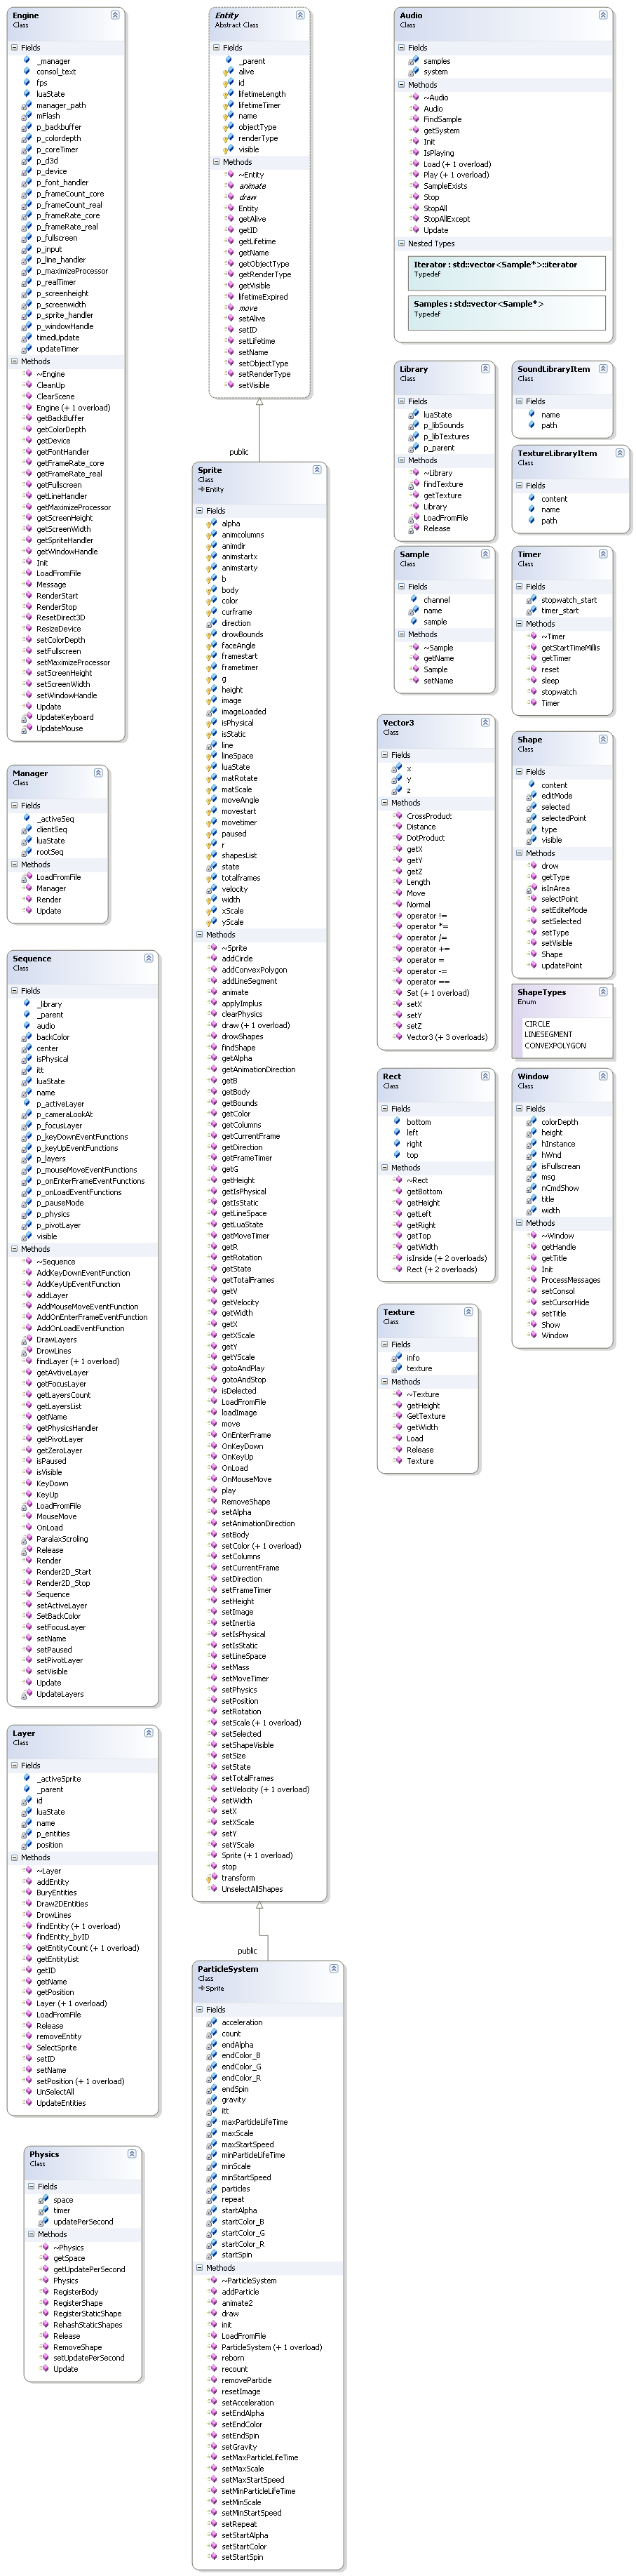 Engine
Class
Fields
_manager
consol_text
fps
luaState
manager_path
mFlash
p_backbuffer
p_colordepth
p_coreTimer
p_d3d
p_device
p_font_handler
p_frameCount_core
p_frameCount_real
p_frameRate_core
p_frameRate_real
p_fullscreen
p_input
p_line_handler
p_maximizeProcessor
p_realTimer
p_screenheight
p_screenwidth
p_sprite_handler
p_windowHandle
timedUpdate
updateTimer
Methods
~Engine
CleanUp
ClearScene
Engine (+ 1 overload)
getBackBuffer
getColorDepth
getDevice
getFontHandler
getFrameRate_core
getFrameRate_real
getFullscreen
getLineHandler
getMaximizeProcessor
getScreenHeight
getScreenWidth
getSpriteHandler
getWindowHandle
Init
LoadFromFile
Message
RenderStart
RenderStop
ResetDirect3D
ResizeDevice
setColorDepth
setFullscreen
setMaximizeProcessor
setScreenHeight
setScreenWidth
setWindowHandle
Update
UpdateKeyboard
UpdateMouse
Manager
Class
Fields
_activeSeq
clientSeq
luaState
rootSeq
Methods
LoadFromFile
Manager
Render
Update
Sequence
Class
Fields
_library
_parent
audio
backColor
center
isPhysical
itt
luaState
name
p_activeLayer
p_cameraLookAt
p_focusLayer
p_keyDownEventFunctions
p_keyUpEventFunctions
p_layers
p_mouseMoveEventFunctions
p_onEnterFrameEventFunctions
p_onLoadEventFunctions
p_pauseMode
p_physics
p_pivotLayer
visible
Methods
~Sequence
AddKeyDownEventFunction
AddKeyUpEventFunction
addLayer
AddMouseMoveEventFunction
AddOnEnterFrameEventFunction
AddOnLoadEventFunction
DrawLayers
DrowLines
findLayer (+ 1 overload)
getAvtiveLayer
getFocusLayer
getLayersCount
getLayersList
getName
getPhysicsHandler
getPivotLayer
getZeroLayer
isPaused
isVisible
KeyDown
KeyUp
LoadFromFile
MouseMove
OnLoad
ParalaxScroling
Release
Render
Render2D_Start
Render2D_Stop
Sequence
setActiveLayer
SetBackColor
setFocusLayer
setName
setPaused
setPivotLayer
setVisible
Update
UpdateLayers
Layer
Class
Fields
_activeSprite
_parent
id
luaState
name
p_entities
position
Methods
~Layer
addEntity
BuryEntities
Draw2DEntities
DrowLines
findEntity (+ 1 overload)
findEntity_byID
getEntityCount (+ 1 overload)
getEntityList
getID
getName
getPosition
Layer (+ 1 overload)
LoadFromFile
Release
removeEntity
SelectSprite
setID
setName
setPosition (+ 1 overload)
UnSelectAll
UpdateEntities
Physics
Class
Fields
space
timer
updatePerSecond
Methods
~Physics
getSpace
getUpdatePerSecond
Physics
RegisterBody
RegisterShape
RegisterStaticShape
RehashStaticShapes
Release
RemoveShape
setUpdatePerSecond
Update
Entity
Abstract Class
Fields
_parent
alive
id
lifetimeLength
lifetimeTimer
name
objectType
renderType
visible
Methods
~Entity
animate
draw
Entity
getAlive
getID
getLifetime
getName
getObjectType
getRenderType
getVisible
lifetimeExpired
move
setAlive
setID
setLifetime
setName
setObjectType
setRenderType
setVisible
public
Sprite
Class
Entity
Fields
alpha
animcolumns
animdir
animstartx
animstarty
b
body
color
curframe
direction
drowBounds
faceAngle
framestart
frametimer
g
height
image
imageLoaded
isPhysical
isStatic
line
lineSpace
luaState
matRotate
matScale
moveAngle
movestart
movetimer
paused
r
shapesList
state
totalframes
velocity
width
xScale
yScale
Methods
~Sprite
addCircle
addConvexPolygon
addLineSegment
animate
applyImplus
clearPhysics
draw (+ 1 overload)
drowShapes
findShape
getAlpha
getAnimationDirection
getB
getBody
getBounds
getColor
getColumns
getCurrentFrame
getDirection
getFrameTimer
getG
getHeight
getIsPhysical
getIsStatic
getLineSpace
getLuaState
getMoveTimer
getR
getRotation
getState
getTotalFrames
getV
getVelocity
getWidth
getX
getXScale
getY
getYScale
gotoAndPlay
gotoAndStop
isDelected
LoadFromFile
loadImage
move
OnEnterFrame
OnKeyDown
OnKeyUp
OnLoad
OnMouseMove
play
RemoveShape
setAlpha
setAnimationDirection
setBody
setColor (+ 1 overload)
setColumns
setCurrentFrame
setDirection
setFrameTimer
setHeight
setImage
setInertia
setIsPhysical
setIsStatic
setLineSpace
setMass
setMoveTimer
setPhysics
setPosition
setRotation
setScale (+ 1 overload)
setSelected
setShapeVisible
setSize
setState
setTotalFrames
setVelocity (+ 1 overload)
setWidth
setX
setXScale
setY
setYScale
Sprite (+ 1 overload)
stop
transform
UnselectAllShapes
public
ParticleSystem
Class
Sprite
Fields
acceleration
count
endAlpha
endColor_B
endColor_G
endColor_R
endSpin
gravity
itt
maxParticleLifeTime
maxScale
maxStartSpeed
minParticleLifeTime
minScale
minStartSpeed
particles
repeat
startAlpha
startColor_B
startColor_G
startColor_R
startSpin
Methods
~ParticleSystem
addParticle
animate2
draw
init
LoadFromFile
ParticleSystem (+ 1 overload)
reborn
recount
removeParticle
resetImage
setAcceleration
setEndAlpha
setEndColor
setEndSpin
setGravity
setMaxParticleLifeTime
setMaxScale
setMaxStartSpeed
setMinParticleLifeTime
setMinScale
setMinStartSpeed
setRepeat
setStartAlpha
setStartColor
setStartSpin
Audio
Class
Fields
samples
system
Methods
~Audio
Audio
FindSample
getSystem
Init
IsPlaying
Load (+ 1 overload)
Play (+ 1 overload)
SampleExists
Stop
StopAll
StopAllExcept
Update
Nested Types
Iterator : std::vector<Sample*>::iterator
Typedef
Samples : std::vector<Sample*>
Typedef
Library
Class
Fields
luaState
p_libSounds
p_libTextures
p_parent
Methods
~Library
findTexture
getTexture
Library
LoadFromFile
Release
SoundLibraryItem
Class
Fields
name
path
TextureLibraryItem
Class
Fields
content
name
path
Sample
Class
Fields
channel
name
sample
Methods
~Sample
getName
Sample
setName
Timer
Class
Fields
stopwatch_start
timer_start
Methods
~Timer
getStartTimeMillis
getTimer
reset
sleep
stopwatch
Timer
Vector3
Class
Fields
x
y
z
Methods
CrossProduct
Distance
DotProduct
getX
getY
getZ
Length
Move
Normal
operator !=
operator *=
operator /=
operator +=
operator =
operator -=
operator ==
Set (+ 1 overload)
setX
setY
setZ
Vector3 (+ 3 overloads)
Shape
Class
Fields
content
editMode
selected
selectedPoint
type
visible
Methods
drow
getType
isInArea
selectPoint
setEditeMode
setSelected
setType
setVisible
Shape
updatePoint
ShapeTypes
Enum
CIRCLE
LINESEGMENT
CONVEXPOLYGON
Rect
Class
Fields
bottom
left
right
top
Methods
~Rect
getBottom
getHeight
getLeft
getRight
getTop
getWidth
isInside (+ 2 overloads)
Rect (+ 2 overloads)
Window
Class
Fields
colorDepth
height
hInstance
hWnd
isFullscrean
msg
nCmdShow
title
width
Methods
~Window
getHandle
getTitle
Init
ProcessMessages
setConsol
setCursorHide
setTitle
Show
Window
Texture
Class
Fields
info
texture
Methods
~Texture
getHeight
GetTexture
getWidth
Load
Release
Texture